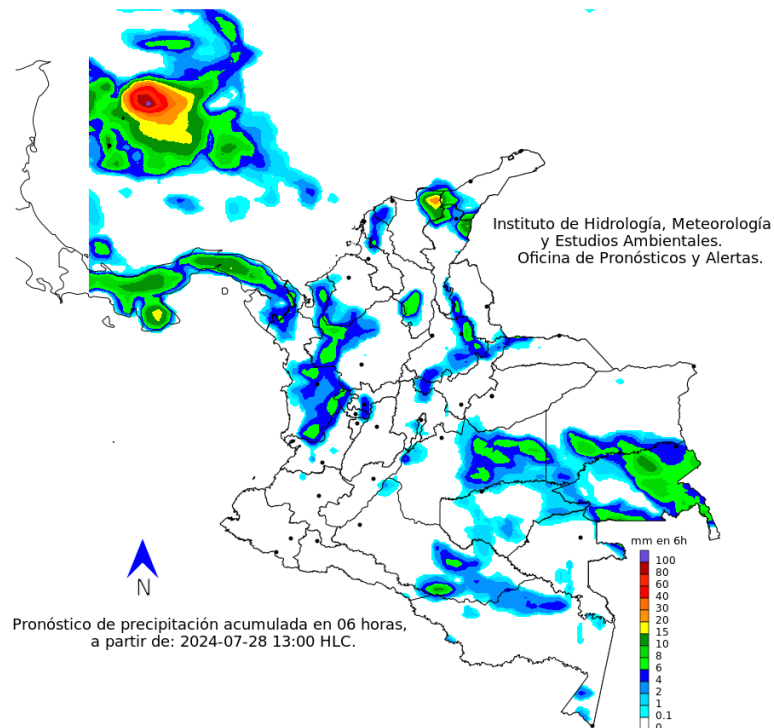 Instituto de Hidrología, Meteorología
y Estudios Ambientales.
Oficina de Pronósticos y Alertas.
N
Pronóstico de precipitación acumulada en 06 horas,
a partir de: 2024-07-28 13:00 HLC.
mm en 6h
100
80
60
40
30
20
15
10
8
6
4
2
1
0.1
0